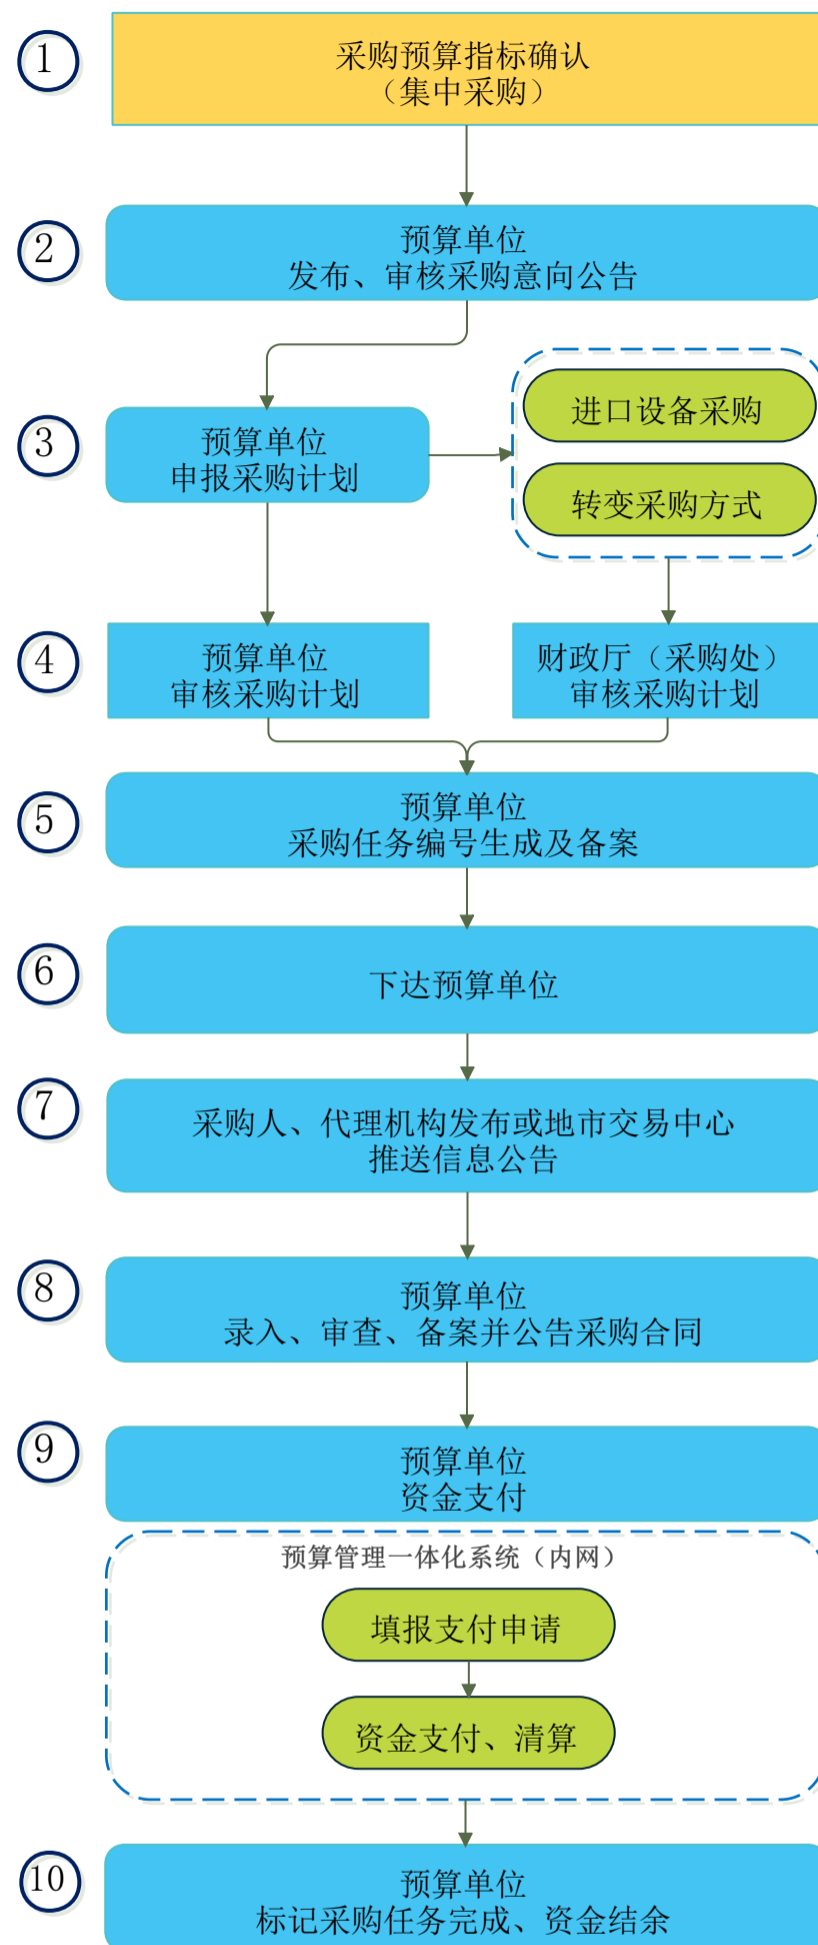 1
采购预算指标确认
（集中采购）
2
预算单位
发布、审核采购意向公告
3
预算单位
申报采购计划
进口设备采购
转变采购方式
4
预算单位
审核采购计划
财政厅（采购处）
审核采购计划
5
预算单位
采购任务编号生成及备案
6
下达预算单位
7
采购人、代理机构发布或地市交易中心
推送信息公告
8
预算单位
录入、审查、备案并公告采购合同
9
预算单位
资金支付
预算管理一体化系统（内网）
填报支付申请
资金支付、清算
10
预算单位
标记采购任务完成、资金结余